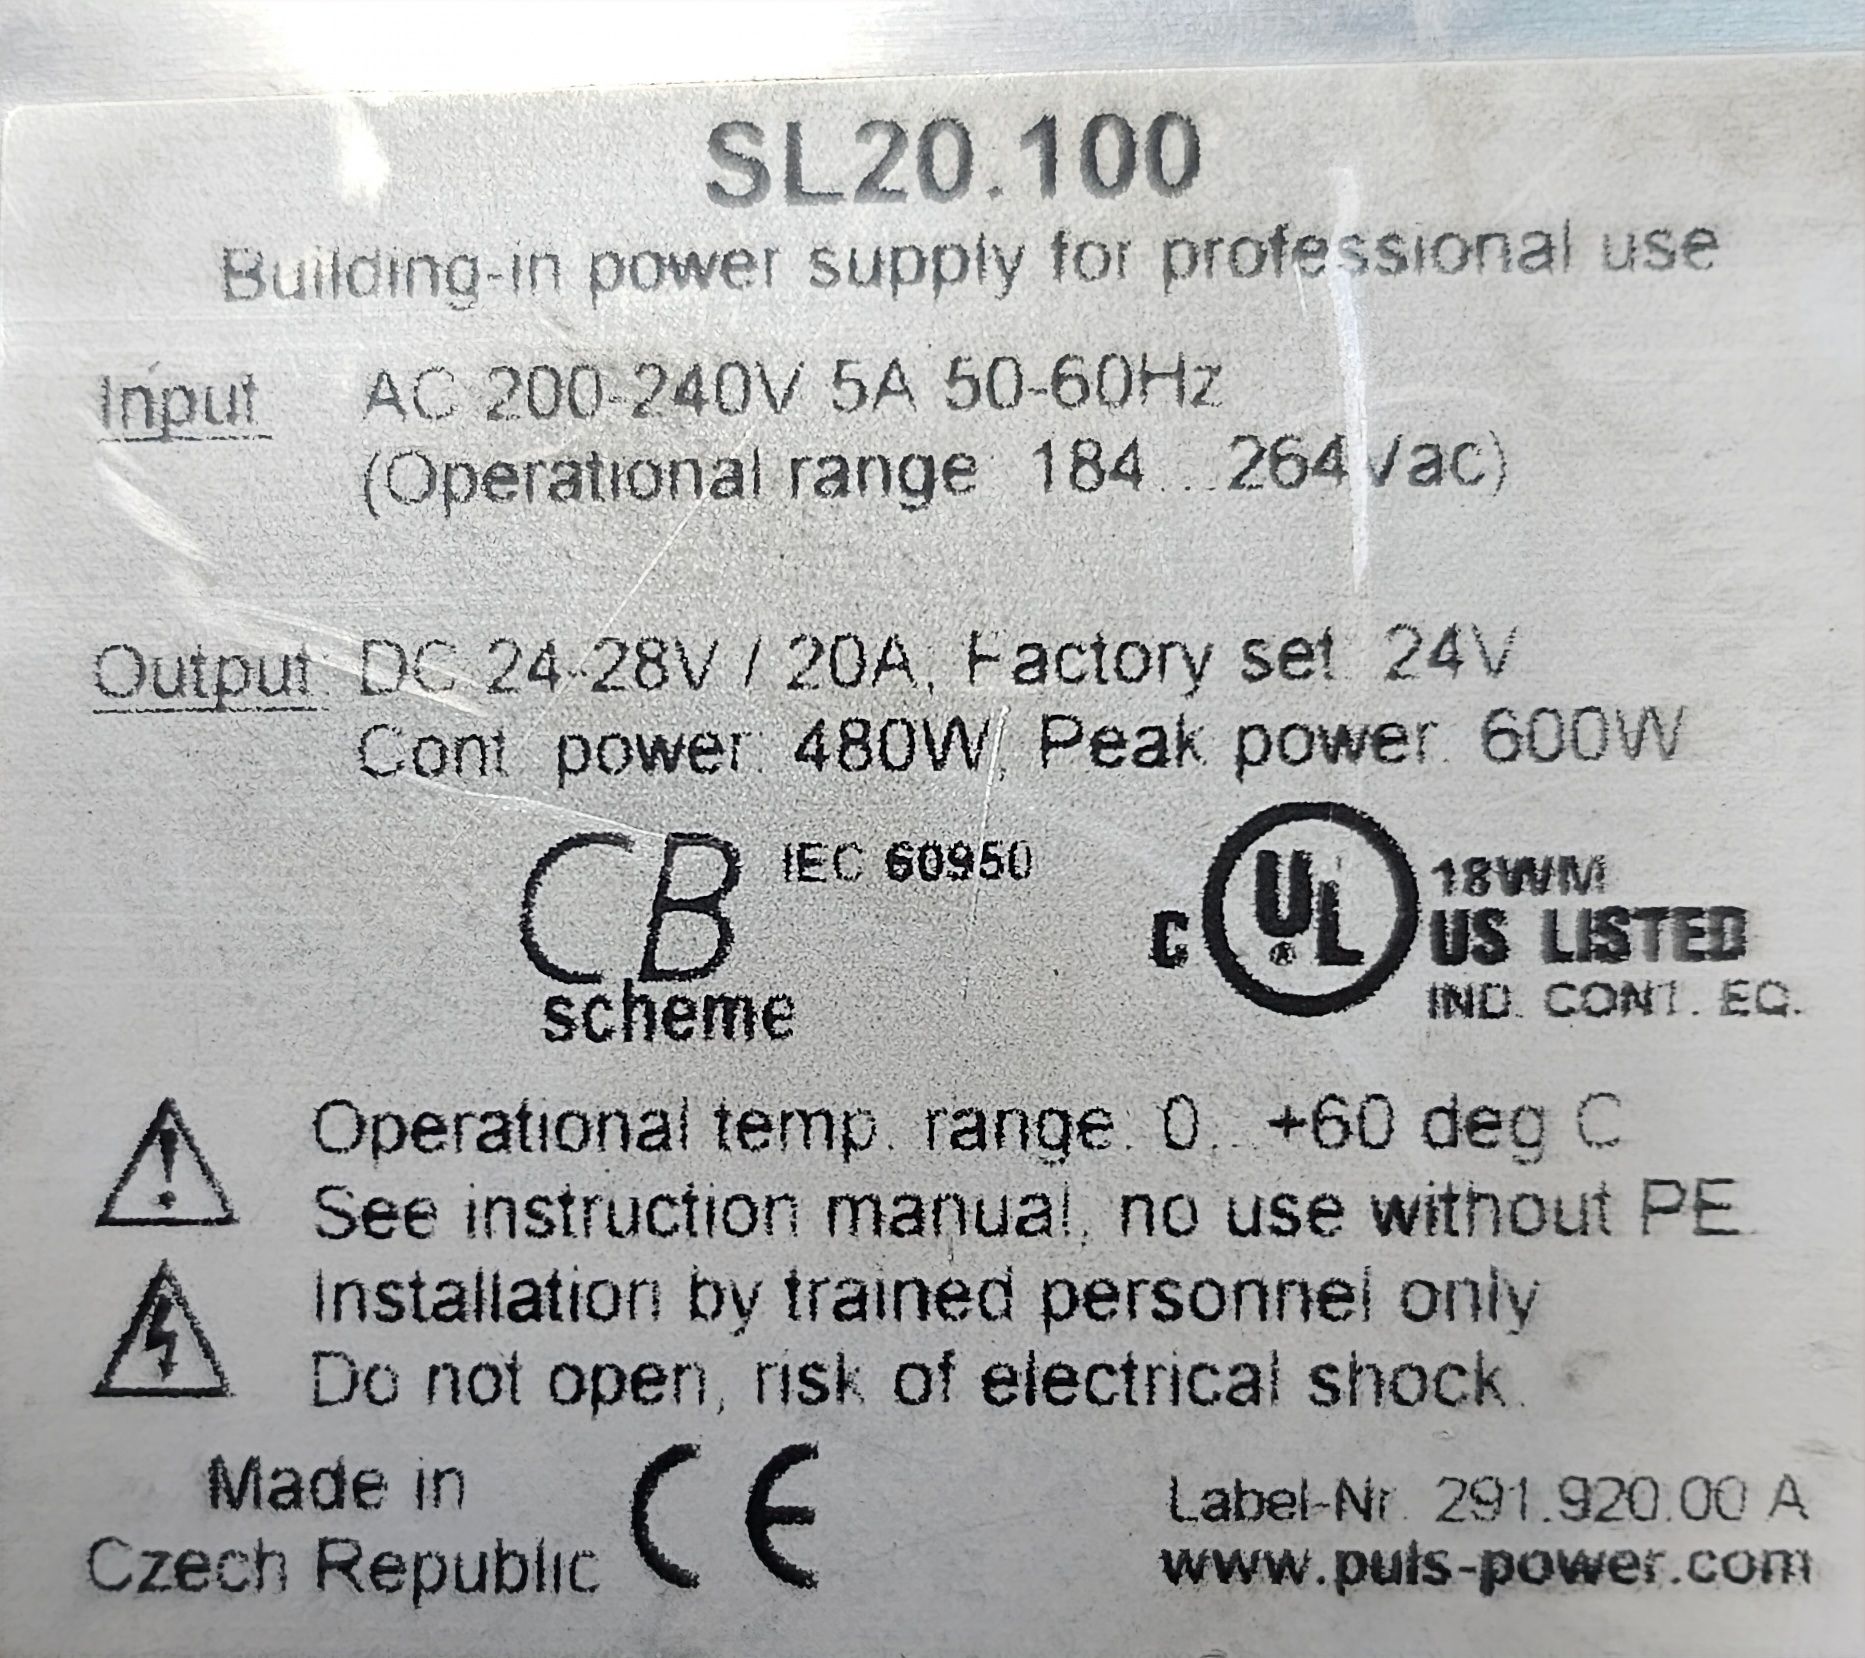 SL20.100
Building-in power supply for professional use
Input AC 200-240V 5A 50-60Hz
(Operational range: 184...264Vac)
Output: DC 24-28V / 20A, Factory set: 24V
Cont. power: 480W, Peak power: 600W
CB IEC 60950
scheme
C UL US LISTED
18WM
IND. CONT. EQ.
Operational temp. range: 0...+60 deg C
See instruction manual, no use without PE.
Installation by trained personnel only
Do not open, risk of electrical shock.
Made in
Czech Republic
CE
Label-Nr. 291.920.00 A
www.puls-power.com